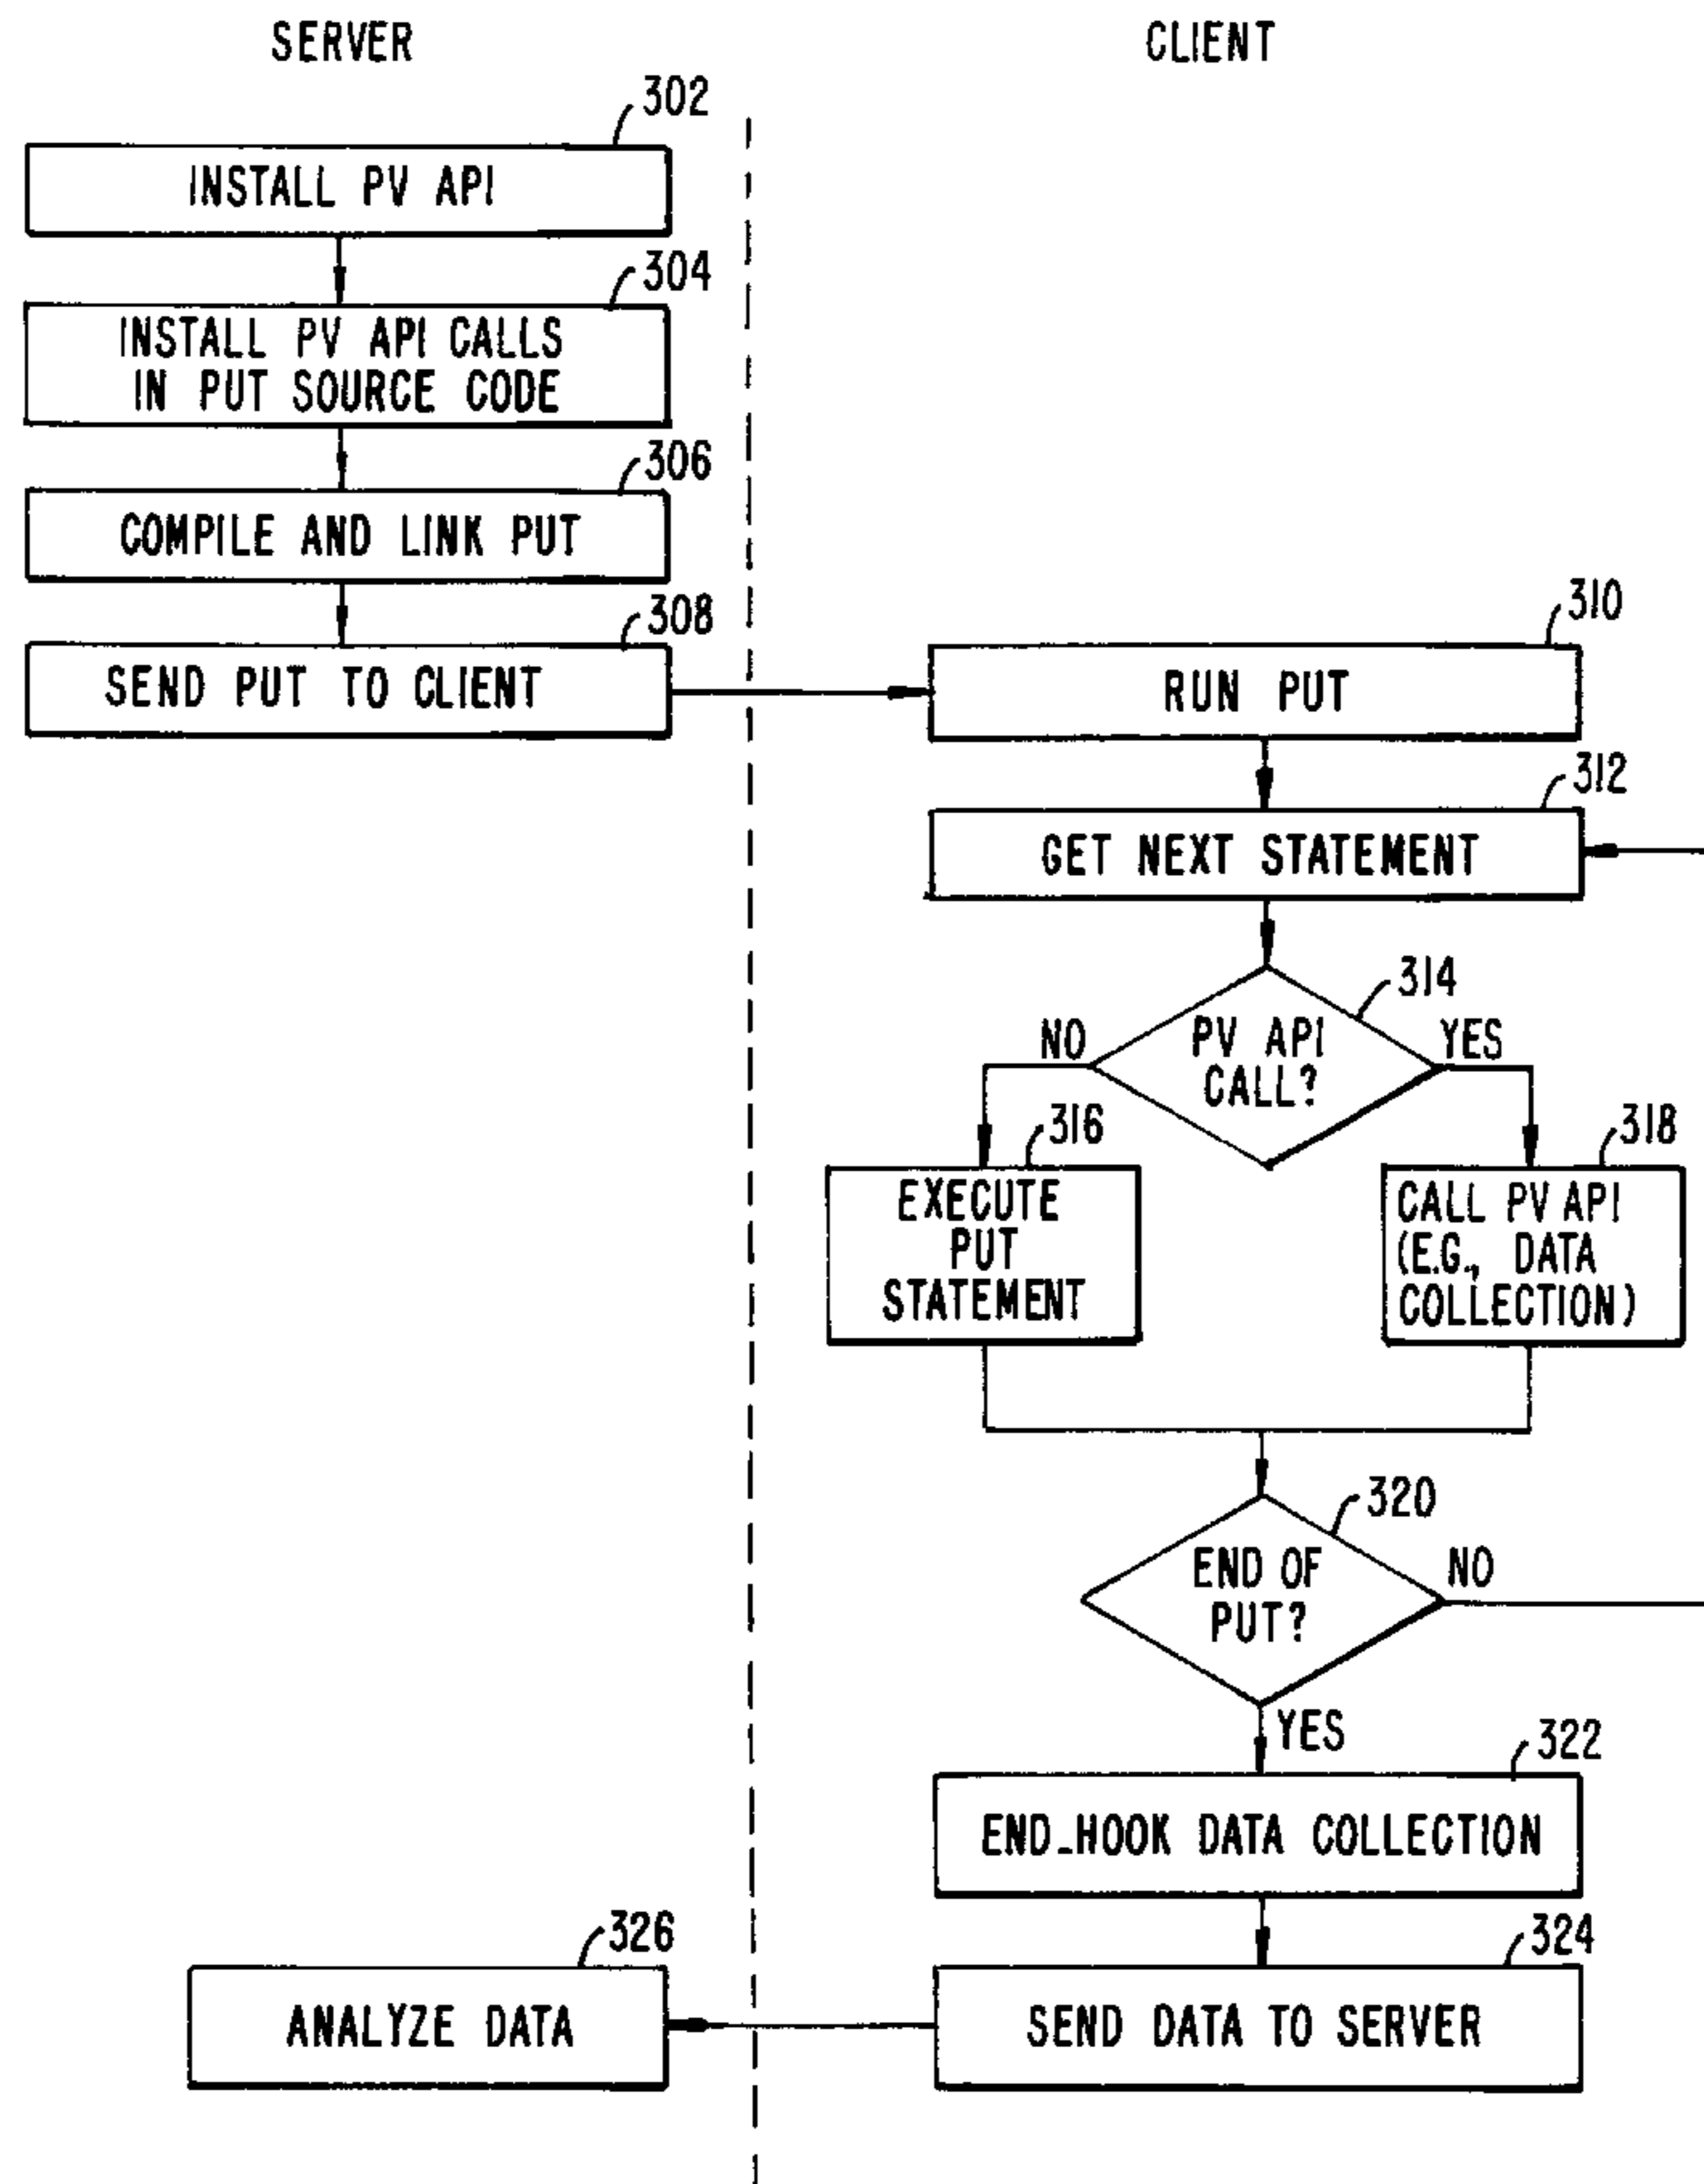 SERVER
CLIENT
302
INSTALL PV API
304
INSTALL PV API CALLS
IN PUT SOURCE CODE
306
COMPILE AND LINK PUT
308
SEND PUT TO CLIENT
310
RUN PUT
312
GET NEXT STATEMENT
314
PV API
CALL?
NO
YES
316
EXECUTE
PUT
STATEMENT
318
CALL PV API
(E.G., DATA
COLLECTION)
320
END OF
PUT?
NO
YES
322
END_HOOK DATA COLLECTION
324
SEND DATA TO SERVER
326
ANALYZE DATA